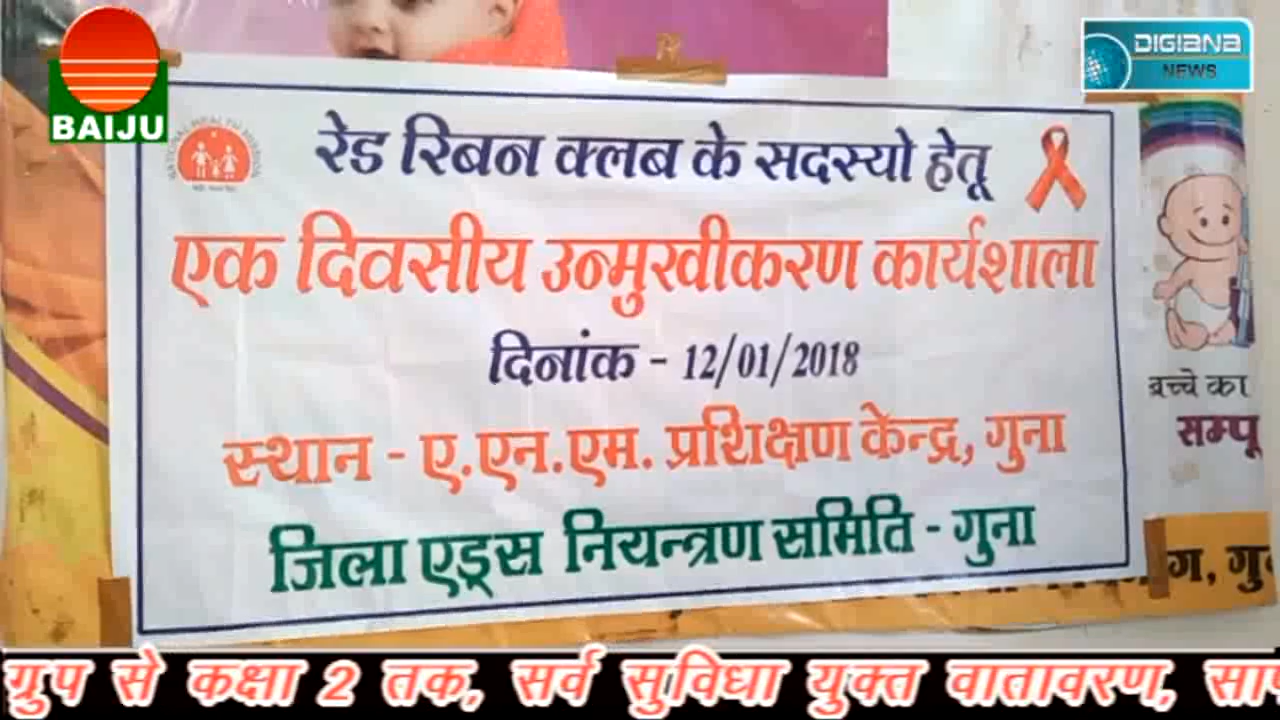 BAIJU
DIGIANA
NEWS
रेड रिबन क्लब के सदस्यो हेतू
एक दिवसीय उन्मुखीकरण कार्यशाला
दिनांक - 12/01/2018
स्थान - ए.एन.एम. प्रशिक्षण केन्द्र, गुना
जिला एड्स नियन्त्रण समिति - गुना
बच्चे का
सम्पू
ग, गु
ग्रुप से कक्षा 2 तक, सर्व सुविधा युक्त वातावरण, सा